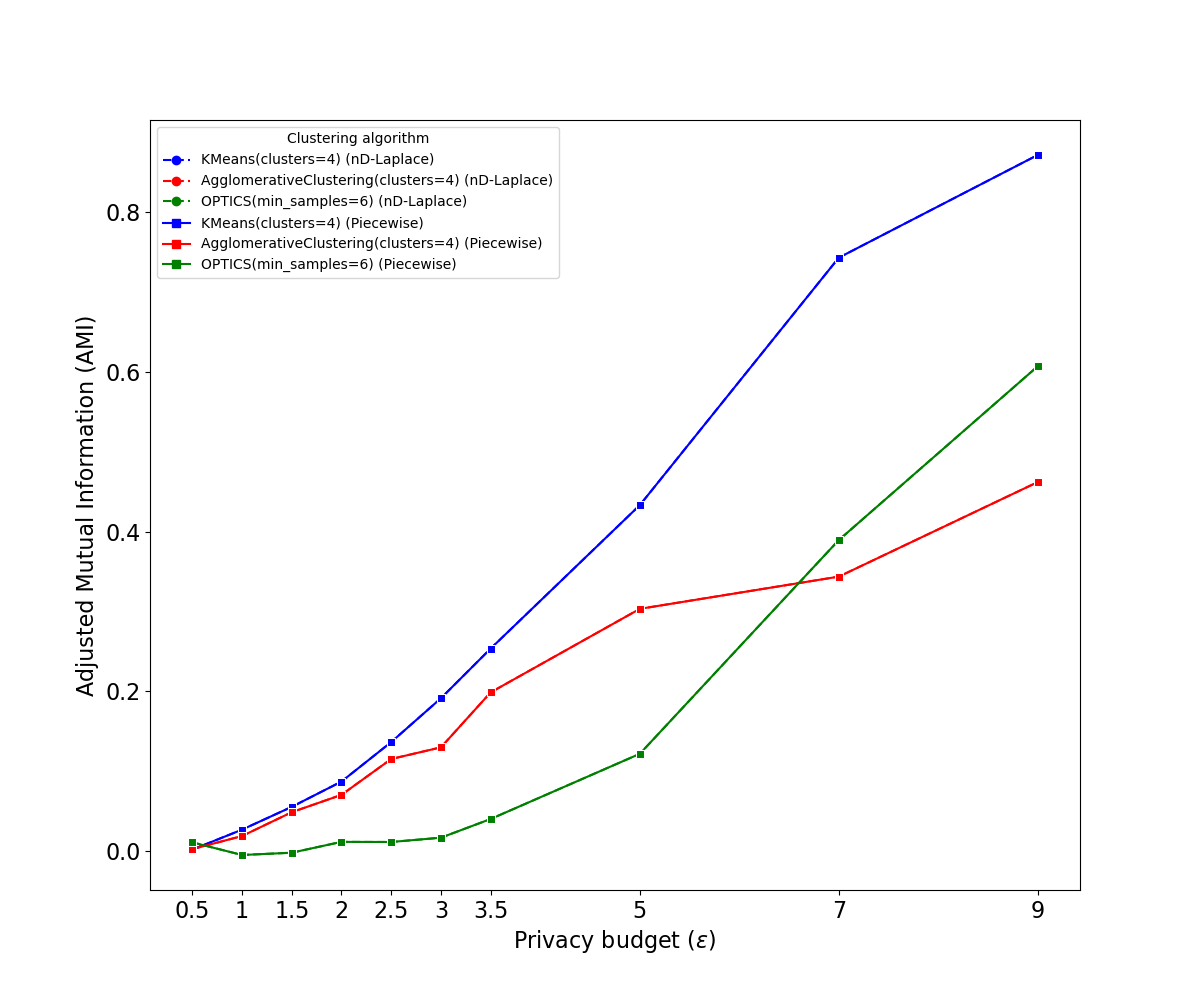 Clustering algorithm
KMeans(clusters=4) (nD-Laplace)
AgglomerativeClustering(clusters=4) (nD-Laplace)
OPTICS(min_samples=6) (nD-Laplace)
KMeans(clusters=4) (Piecewise)
AgglomerativeClustering(clusters=4) (Piecewise)
OPTICS(min_samples=6) (Piecewise)
Adjusted Mutual Information (AMI)
0.8
0.6
0.4
0.2
0.0
0.5 1 1.5 2 2.5 3 3.5 5 7 9
Privacy budget (ε)